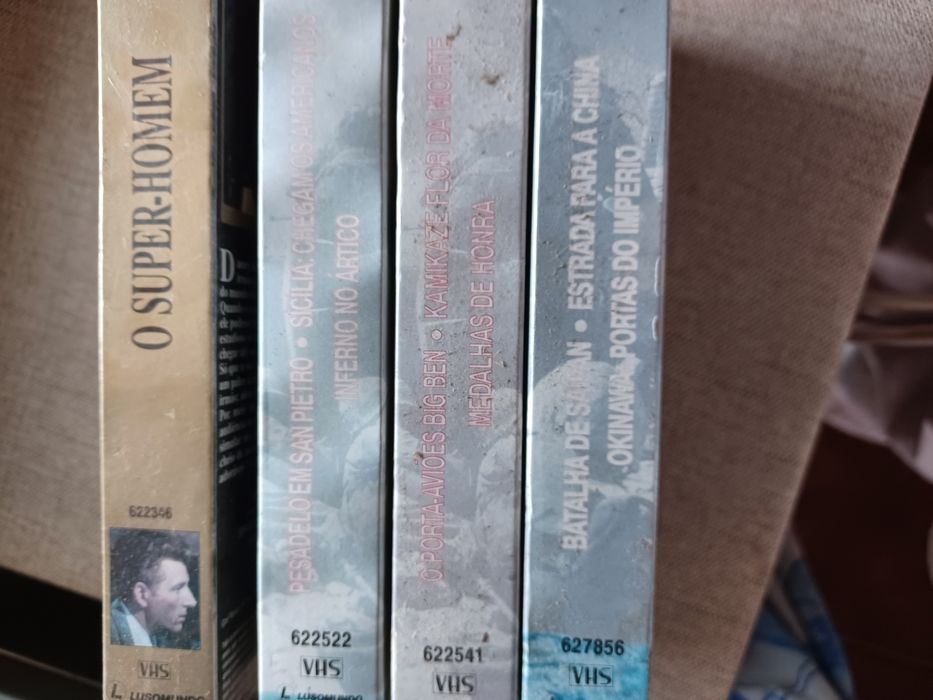 O SUPER-HOMEM
622346
VHS
LUSOMUNDO
PESADELO EM SAN PIETRO • SICÍLIA: CHEGAM OS AMERICANOS
INFERNO NO ÁRTICO
622522
VHS
LUSOMUNDO
O PORTA-AVIÕES BIG BEN • KAMIKAZE FLOR DA MORTE
MEDALHAS DE HONRA
622541
VHS
BATALHA DE SAIPAN • ESTRADA PARA A CHINA
OKINAWA, PORTAS DO IMPÉRIO
627856
VHS